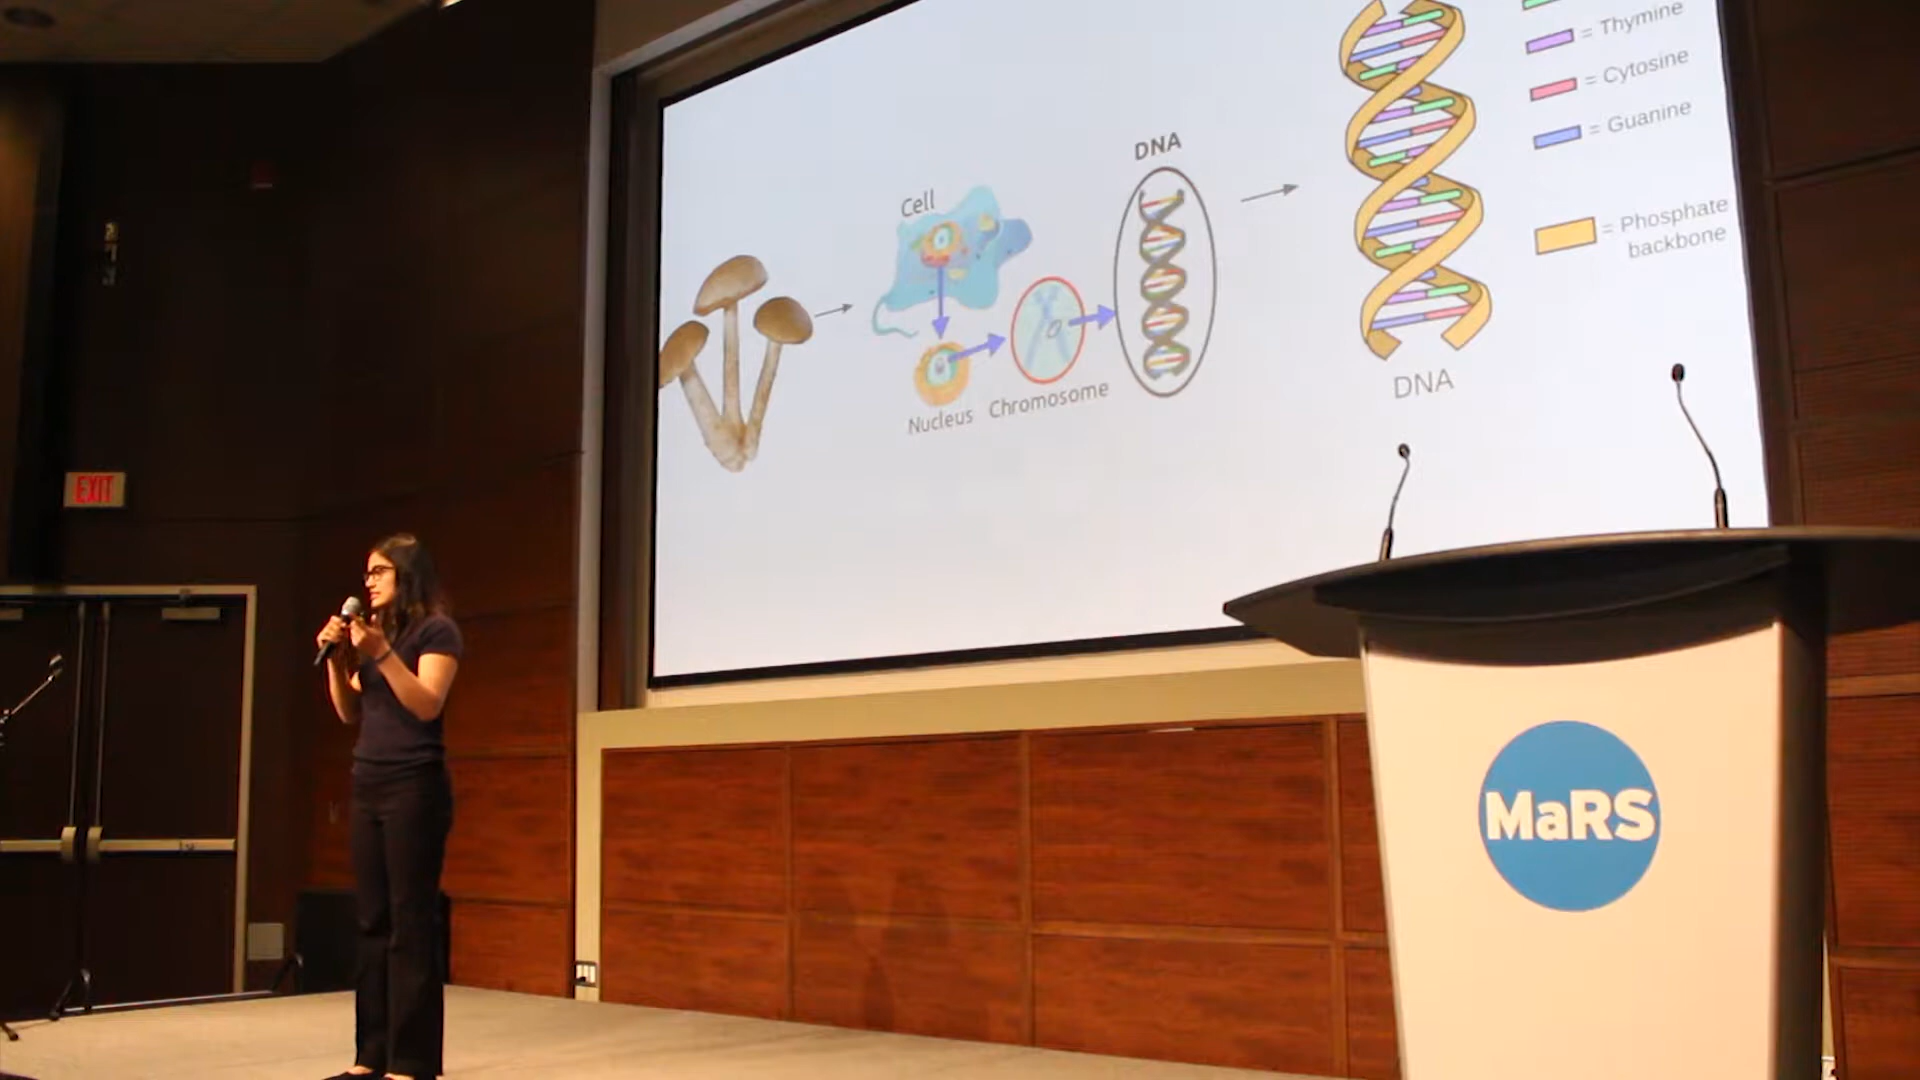 = Thymine
= Cytosine
= Guanine
= Phosphate
backbone
DNA
Cell
Nucleus
Chromosome
DNA
EXIT
MaRS